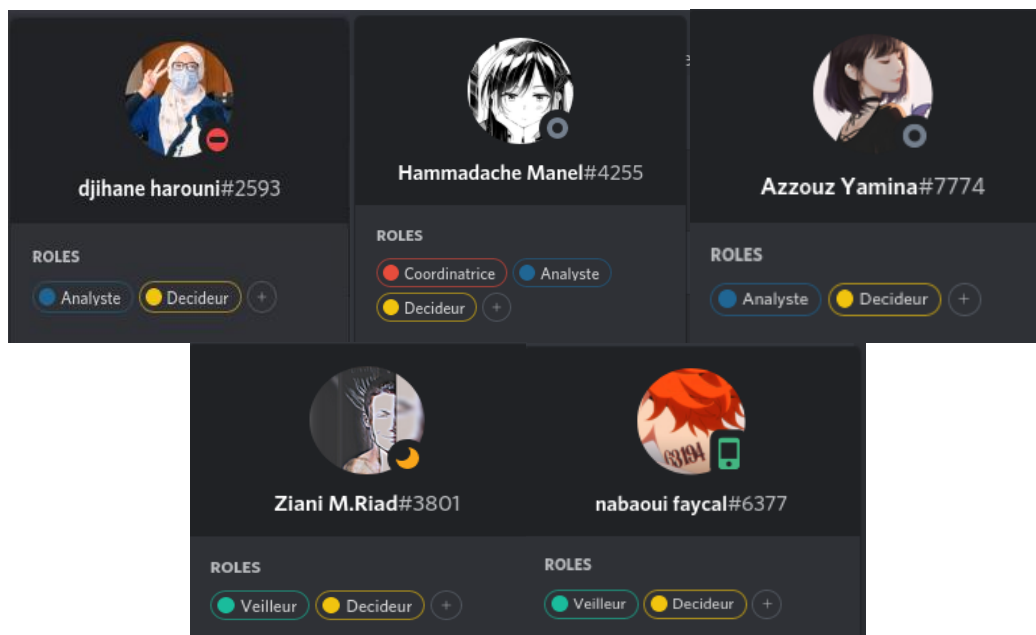 djihane harouni#2593
ROLES
Analyste Decideur +
Hammadache Manel#4255
ROLES
Coordinatrice Analyste
Decideur +
Azzouz Yamina#7774
ROLES
Analyste Decideur +
Ziani M.Riad#3801
ROLES
Veilleur Decideur +
63194
nabaoui faycal#6377
ROLES
Veilleur Decideur +